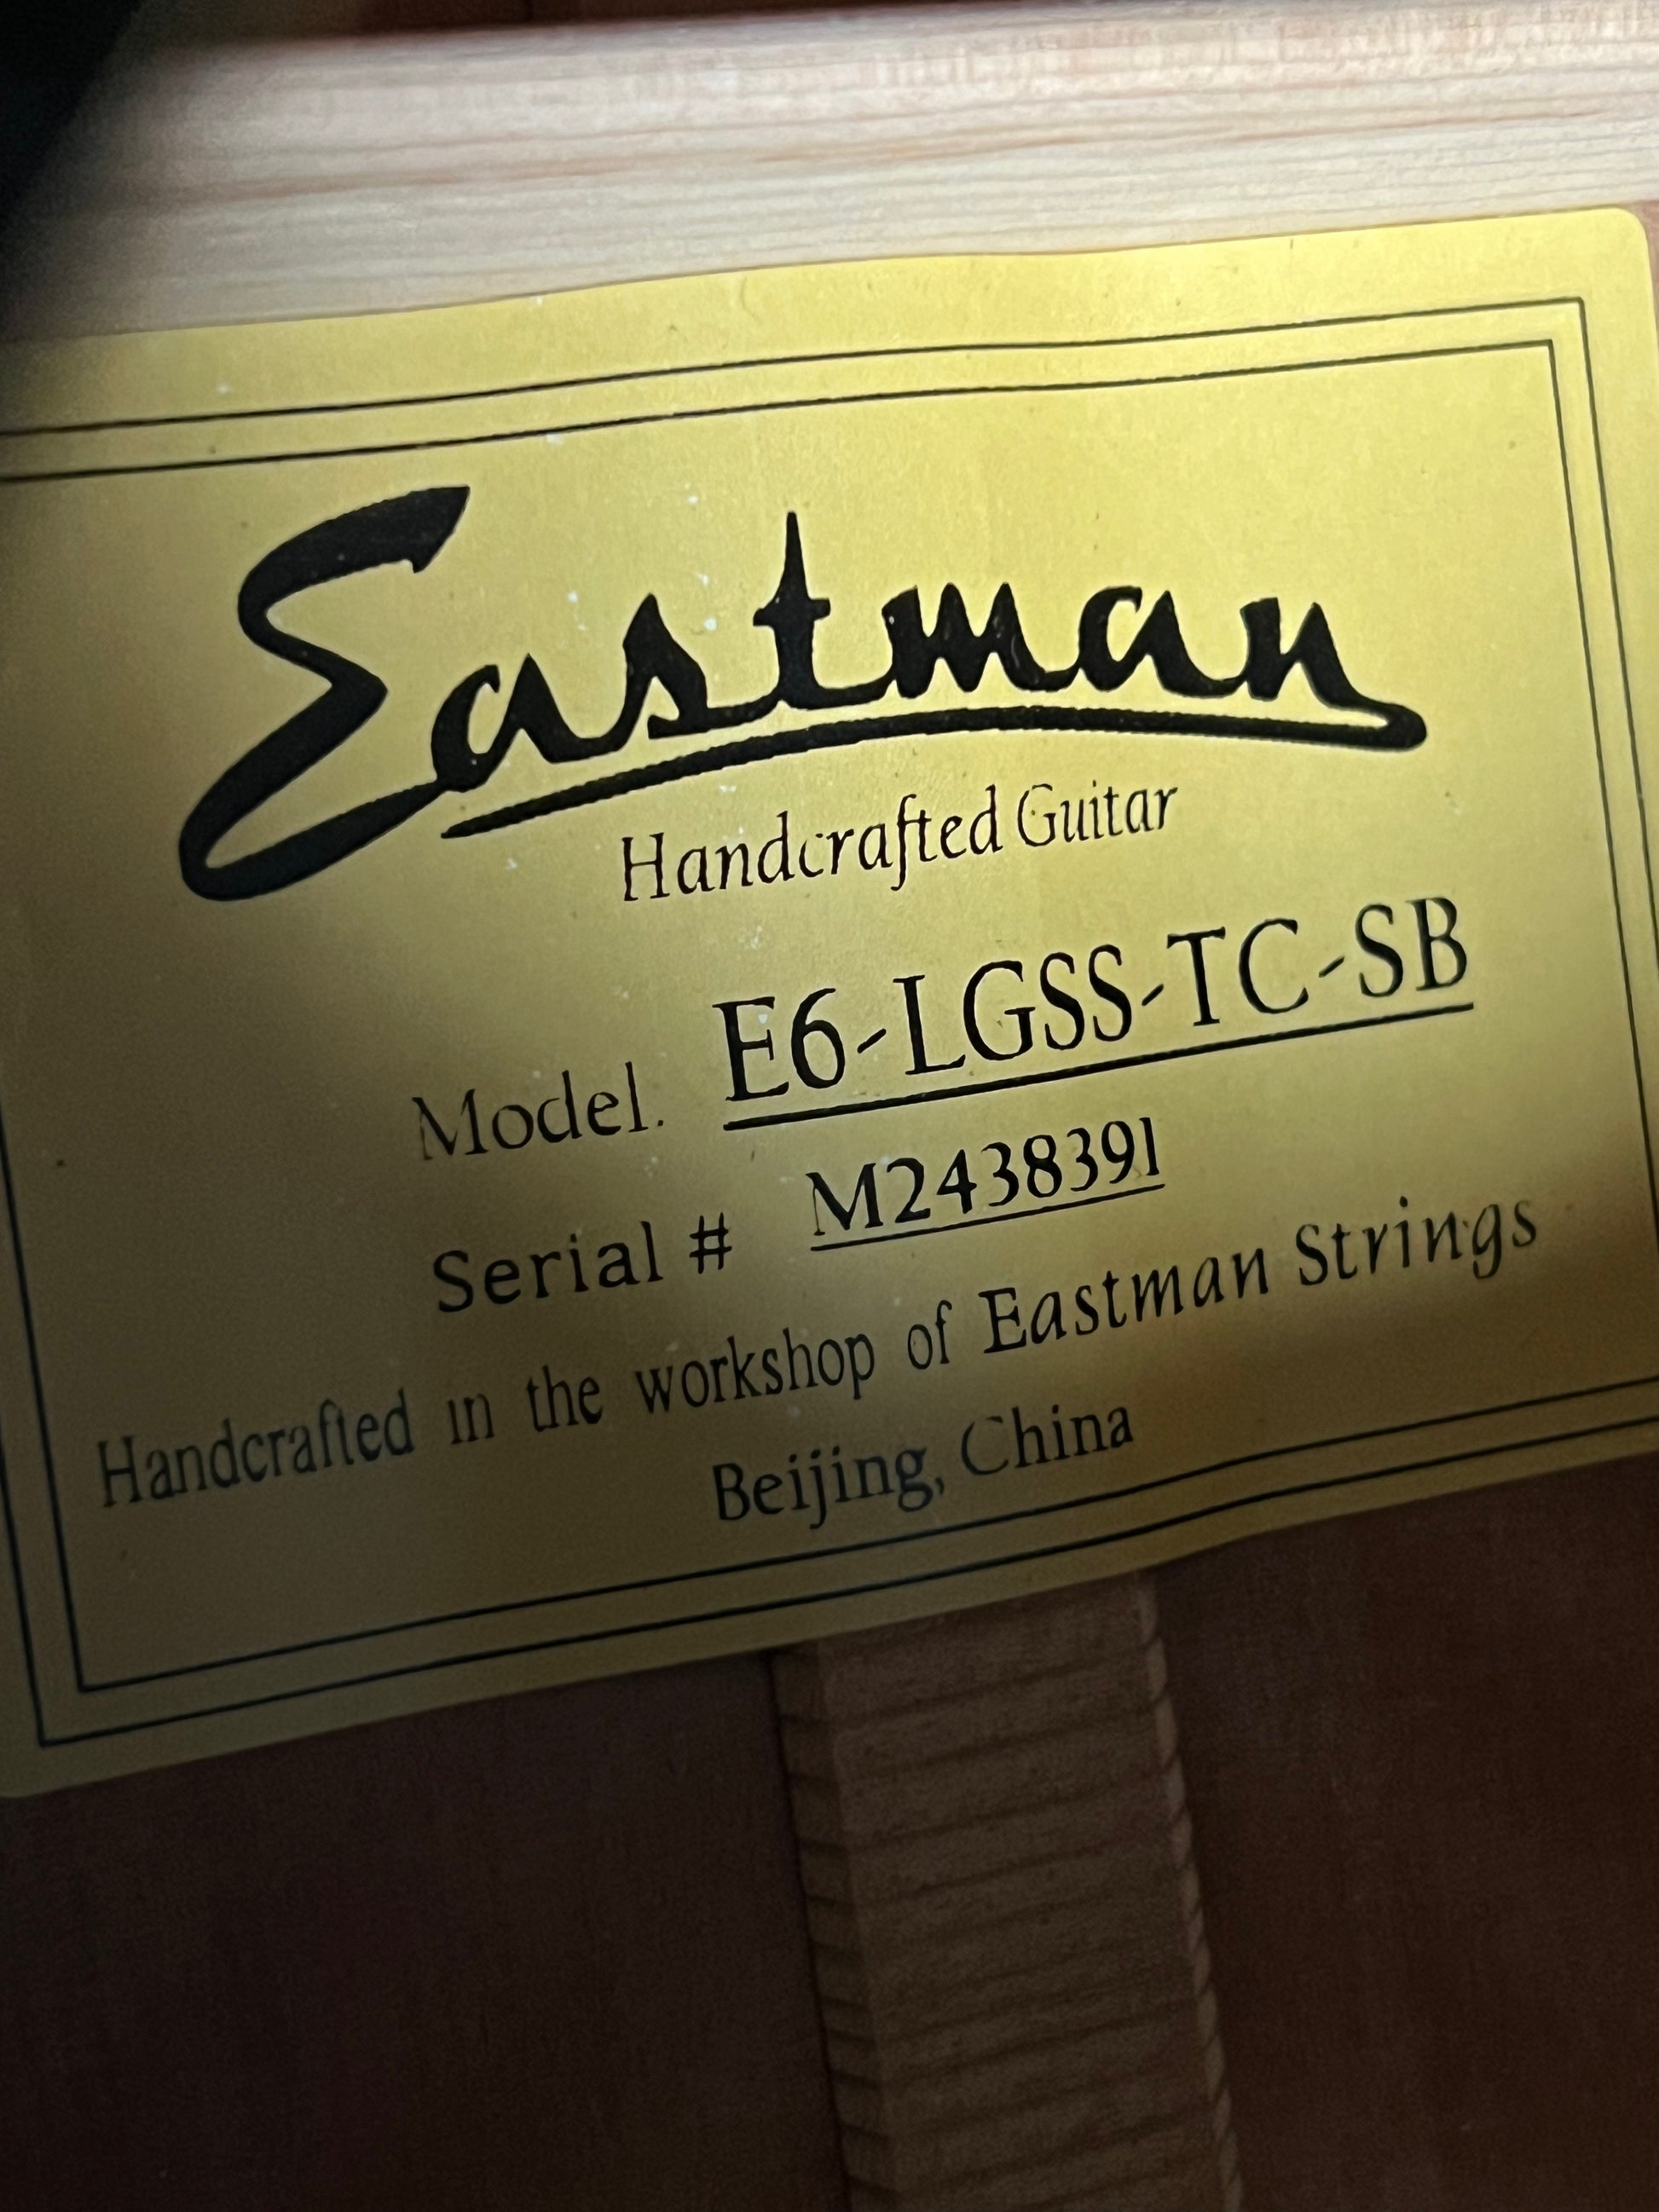 Eastman
Handcrafted Guitar
Model. E6-LGSS-TC-SB
Serial # M2438391
Handcrafted in the workshop of Eastman Strings
Beijing, China